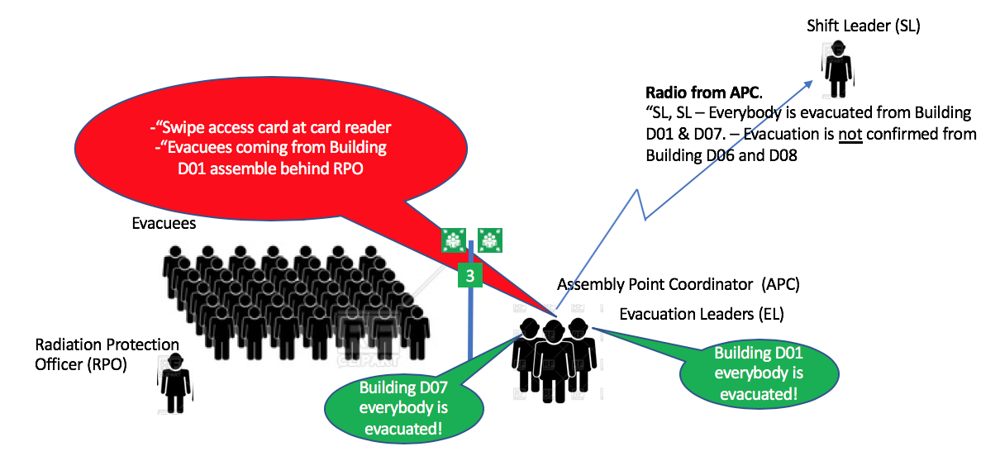 Shift Leader (SL)
Radio from APC.
“SL, SL – Everybody is evacuated from Building
D01 & D07. – Evacuation is not confirmed from
Building D06 and D08
-“Swipe access card at card reader
-“Evacuees coming from Building
D01 assemble behind RPO
Evacuees
3
Assembly Point Coordinator (APC)
Evacuation Leaders (EL)
Radiation Protection
Officer (RPO)
Building D07
everybody is
evacuated!
Building D01
everybody is
evacuated!
RF
CLIPART